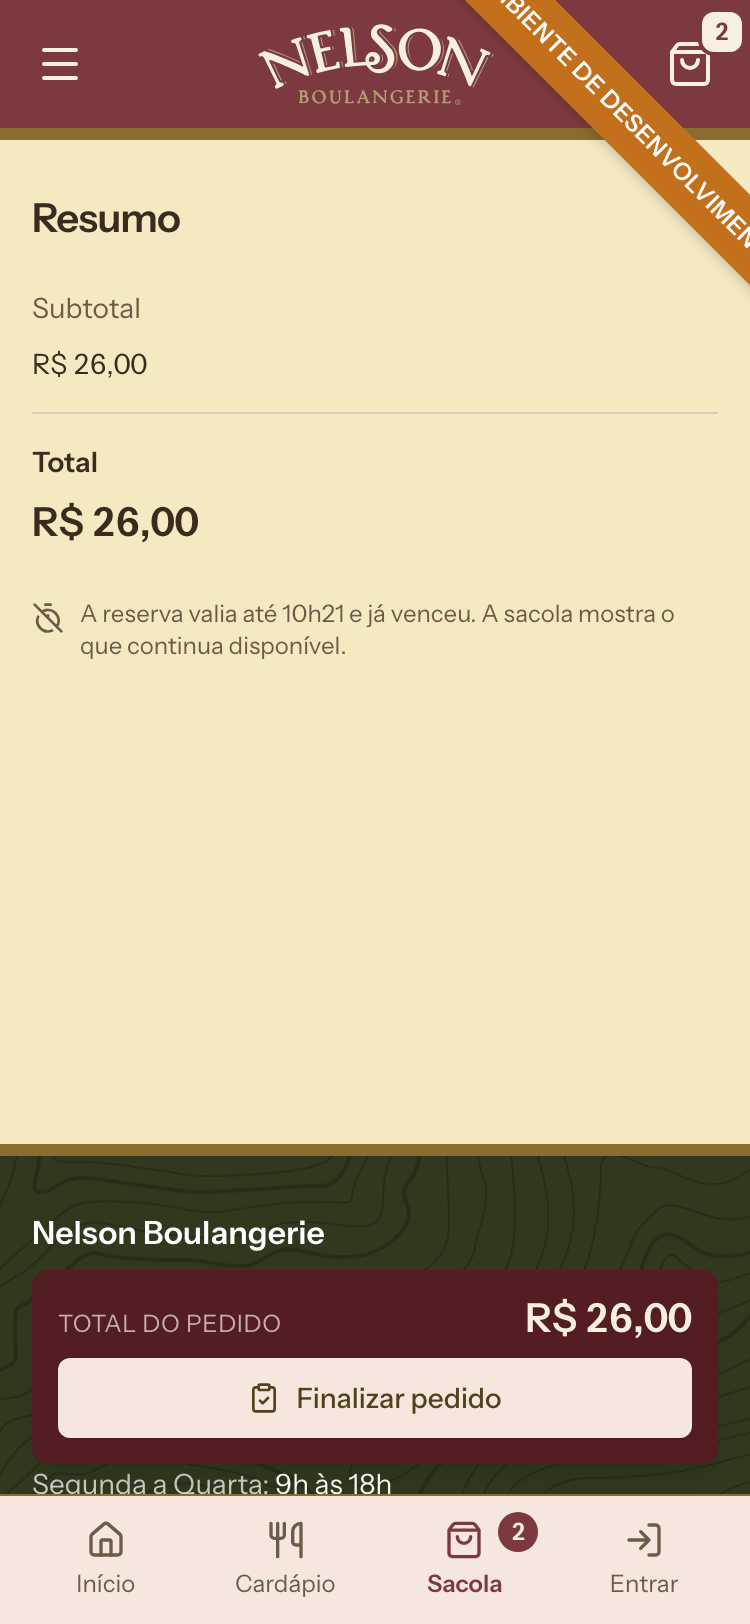 NELSON
BOULANGERIE
2
BIENTE DE DESENVOLVIMEN
Resumo
Subtotal
R$ 26,00
Total
R$ 26,00
A reserva valia até 10h21 e já venceu. A sacola mostra o
que continua disponível.
Nelson Boulangerie
TOTAL DO PEDIDO
R$ 26,00
Finalizar pedido
Segunda a Quarta: 9h às 18h
2
Início
Cardápio
Sacola
Entrar